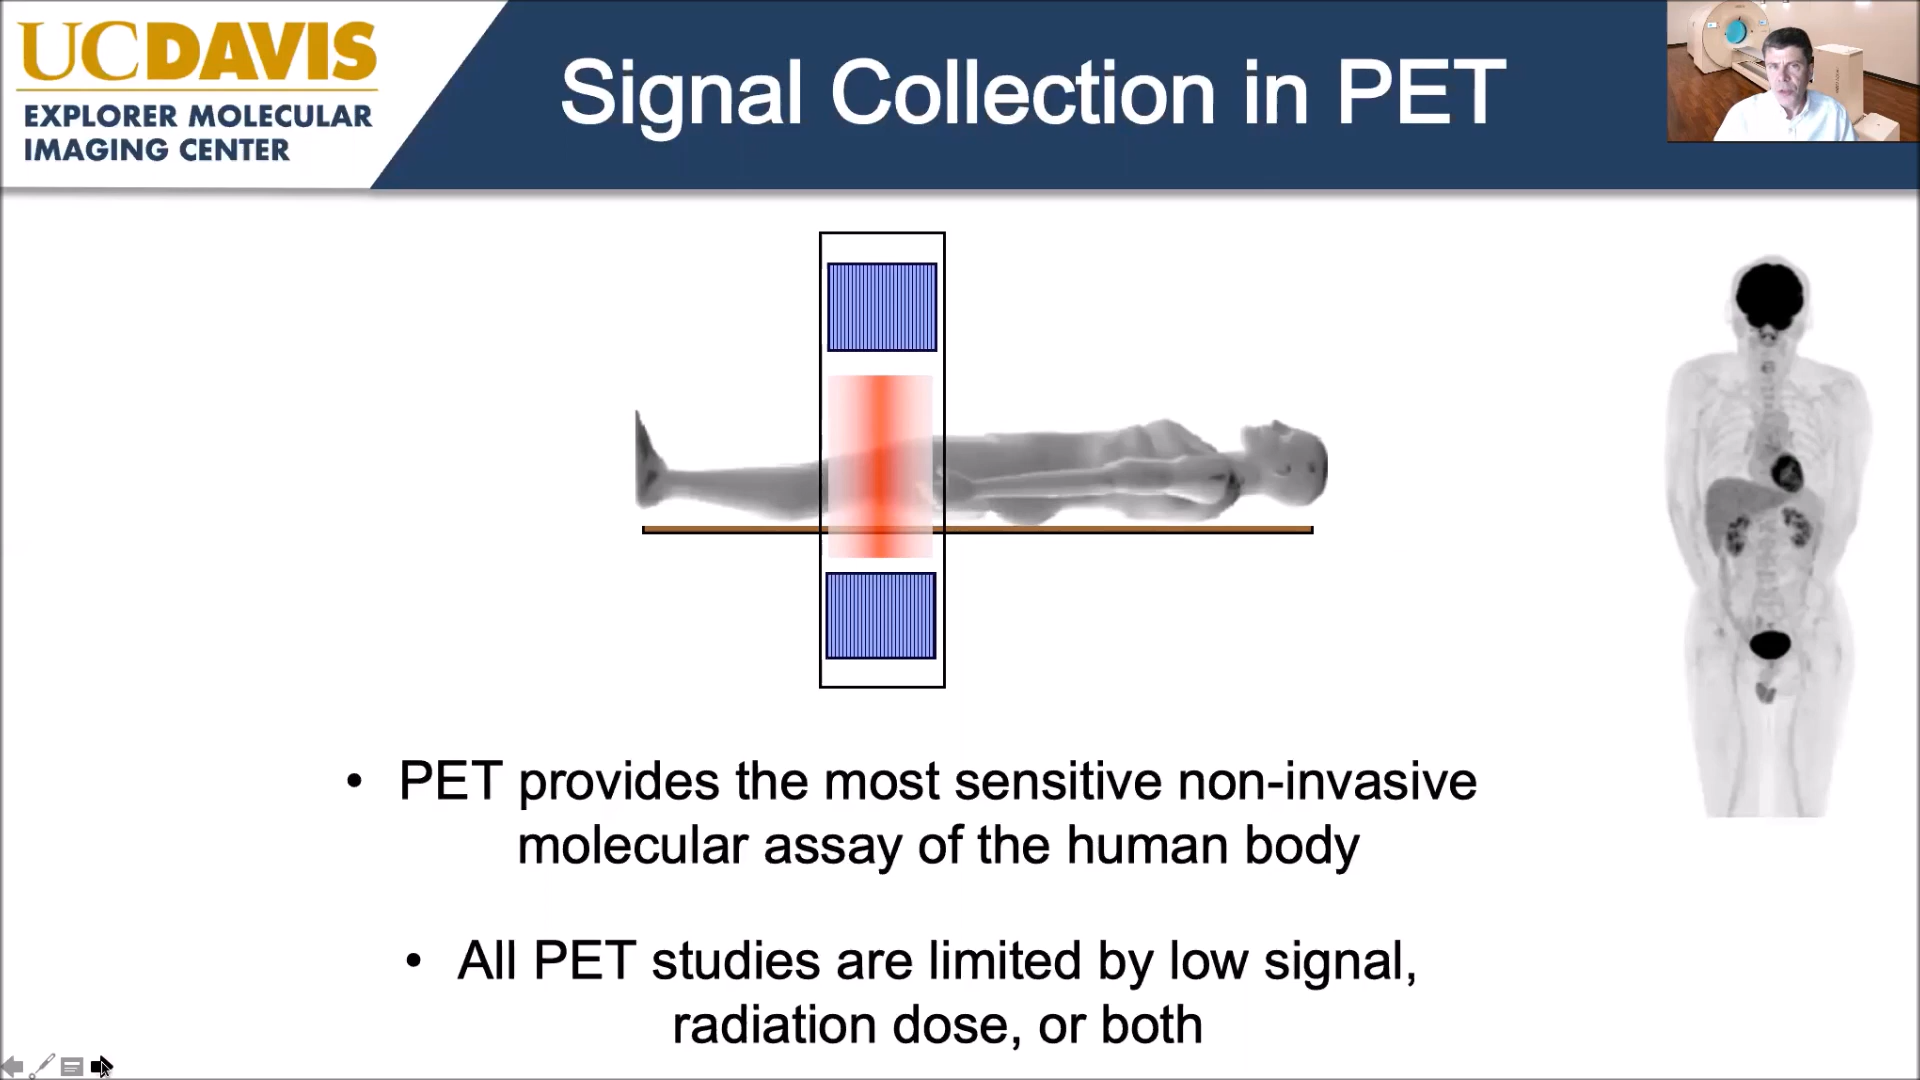 UCDAVIS
EXPLORER MOLECULAR
IMAGING CENTER
Signal Collection in PET
• PET provides the most sensitive non-invasive
molecular assay of the human body
• All PET studies are limited by low signal,
radiation dose, or both